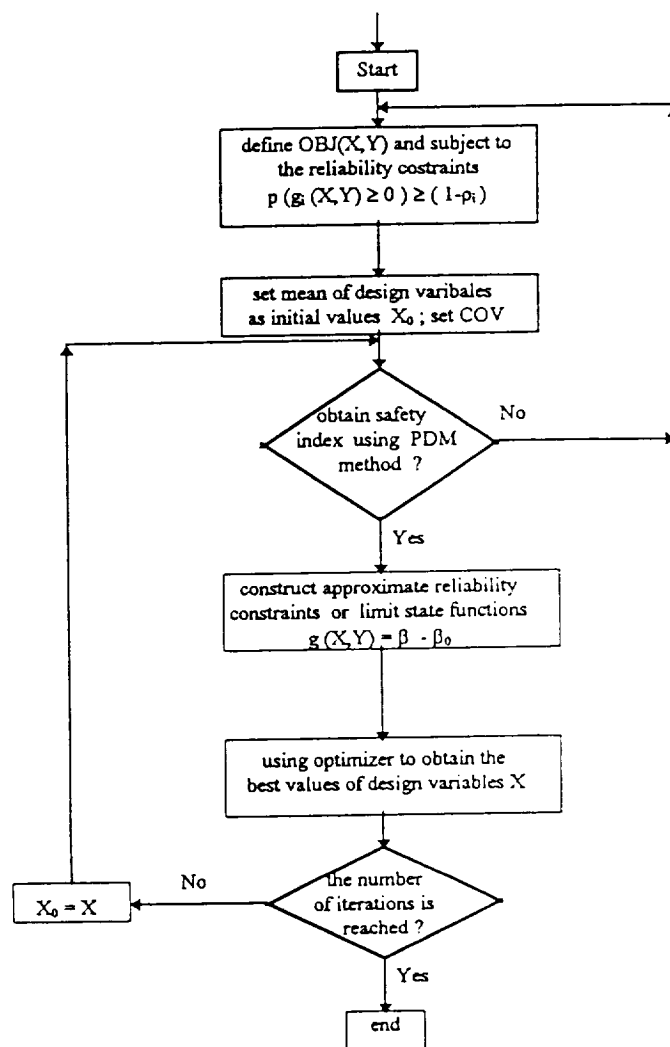 Start
define OBJ(X,Y) and subject to
the reliability costraints
p (gᵢ (X,Y) ≥ 0 ) ≥ ( 1-ρᵢ )
set mean of design varibales
as initial values X₀ ; set COV
obtain safety
index using PDM
method ?
No
Yes
construct approximate reliability
constraints or limit state functions
g (X,Y) = β - β₀
using optimizer to obtain the
best values of design variables X
the number
of iterations is
reached ?
No
X₀ = X
Yes
end